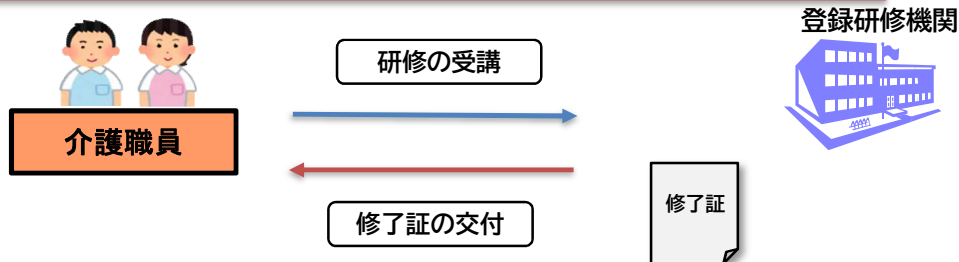 登録研修機関
研修の受講
介護職員
修了証の交付
修了証